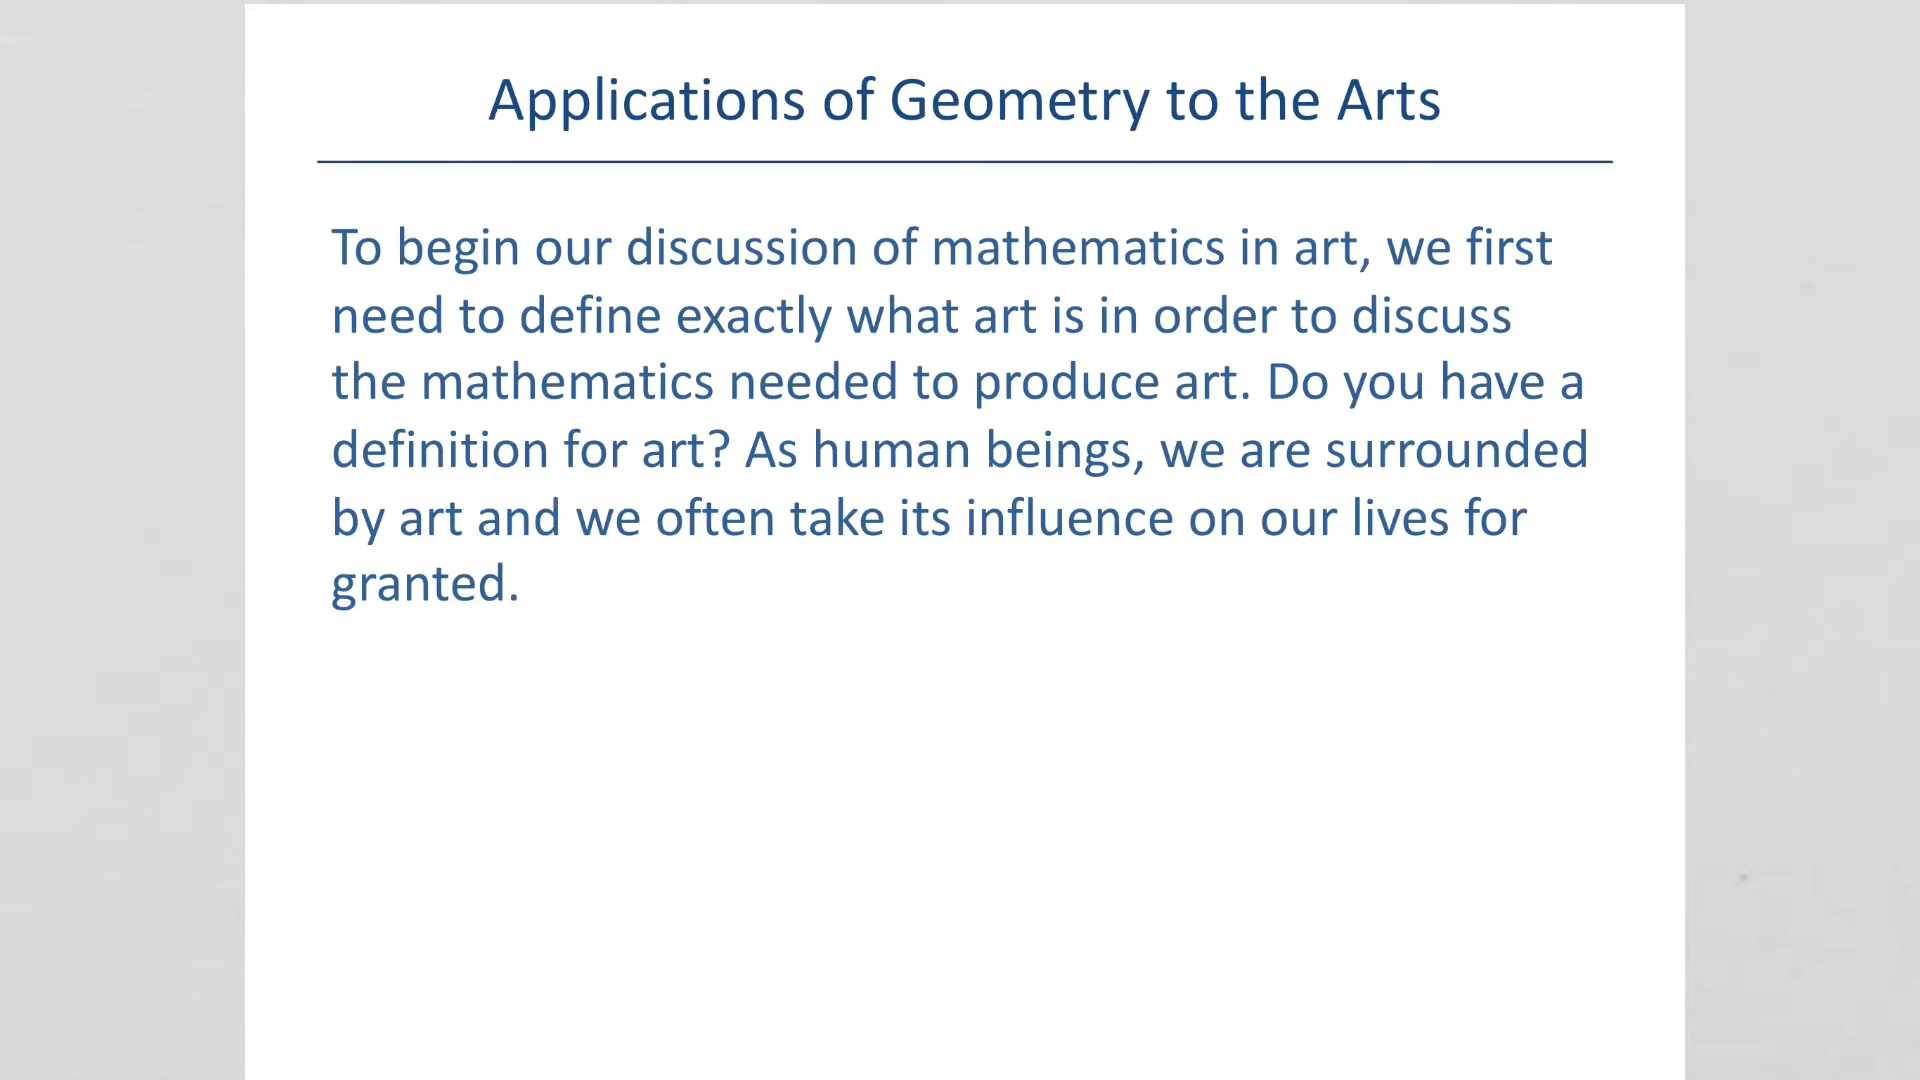 Applications of Geometry to the Arts
To begin our discussion of mathematics in art, we first
need to define exactly what art is in order to discuss
the mathematics needed to produce art. Do you have a
definition for art? As human beings, we are surrounded
by art and we often take its influence on our lives for
granted.